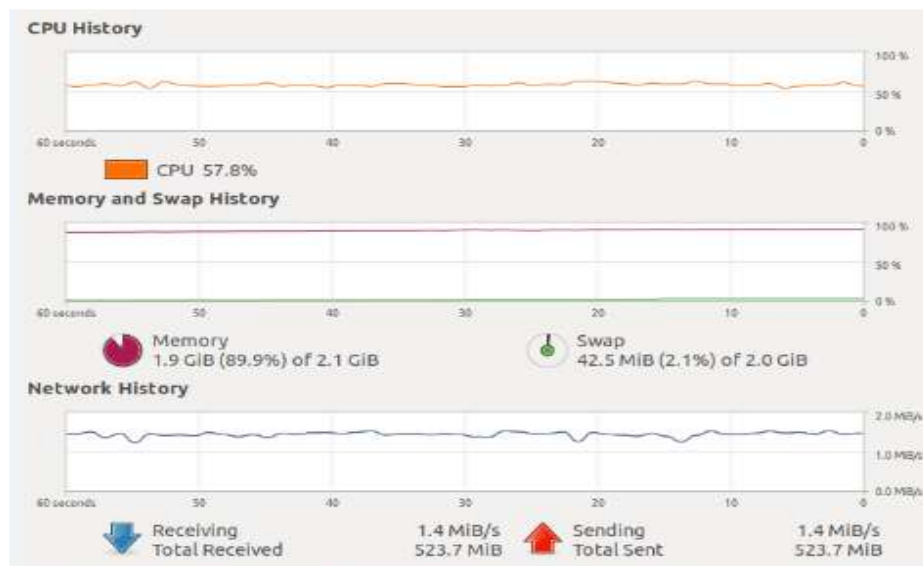 CPU History
100 %
50 %
0 %
60 seconds 50 40 30 20 10 0
CPU 57.8%
Memory and Swap History
100 %
50 %
0 %
60 seconds 50 40 30 20 10 0
Memory Swap
1.9 GiB (89.9%) of 2.1 GiB 42.5 MiB (2.1%) of 2.0 GiB
Network History
2.0 MiB/s
1.0 MiB/s
0.0 MiB/s
60 seconds 50 40 30 20 10 0
Receiving 1.4 MiB/s Sending 1.4 MiB/s
Total Received 523.7 MiB Total Sent 523.7 MiB